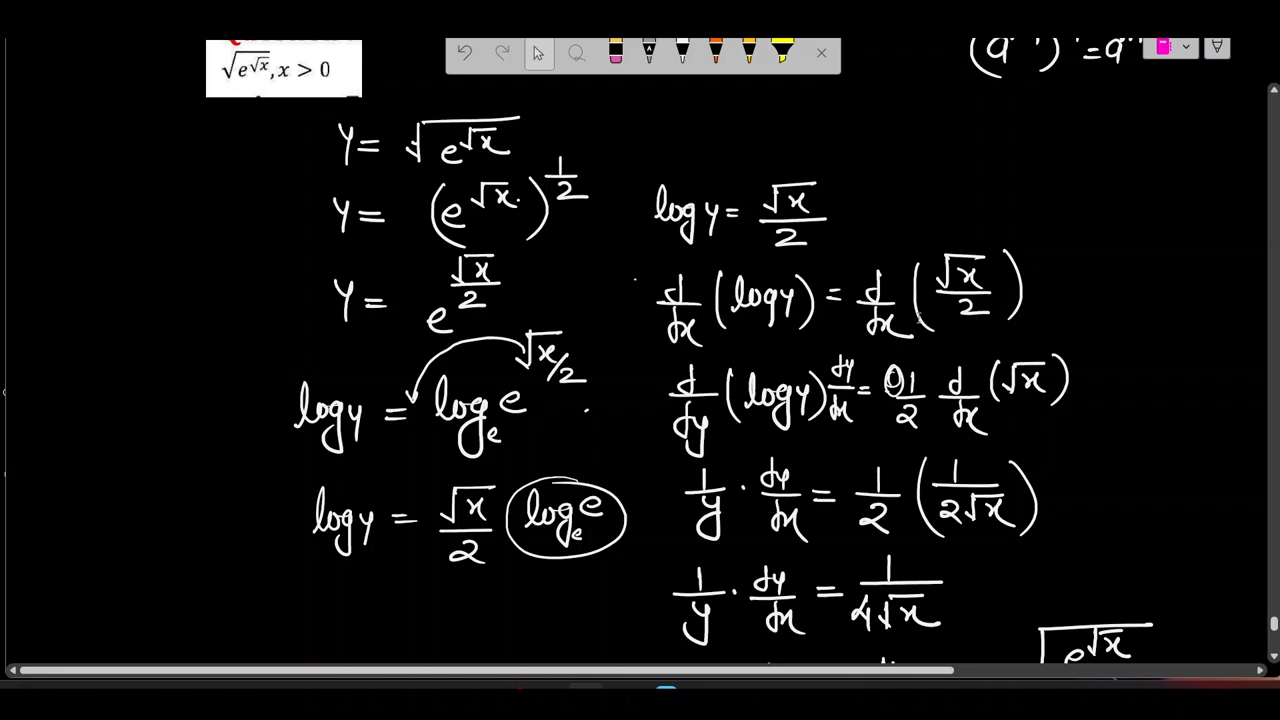 √(e^√x), x > 0
y = √(e^√x)
y = (e^√x)^(1/2)
y = e^(√x/2)
log y = log_e e^(√x/2)
log y = √x/2 log_e e
log y = √x/2
d/dx (log y) = d/dx (√x/2)
d/dy (log y) dy/dx = 1/2 d/dx (√x)
1/y · dy/dx = 1/2 (1/(2√x))
1/y · dy/dx = 1/(4√x)
√(e^√x)